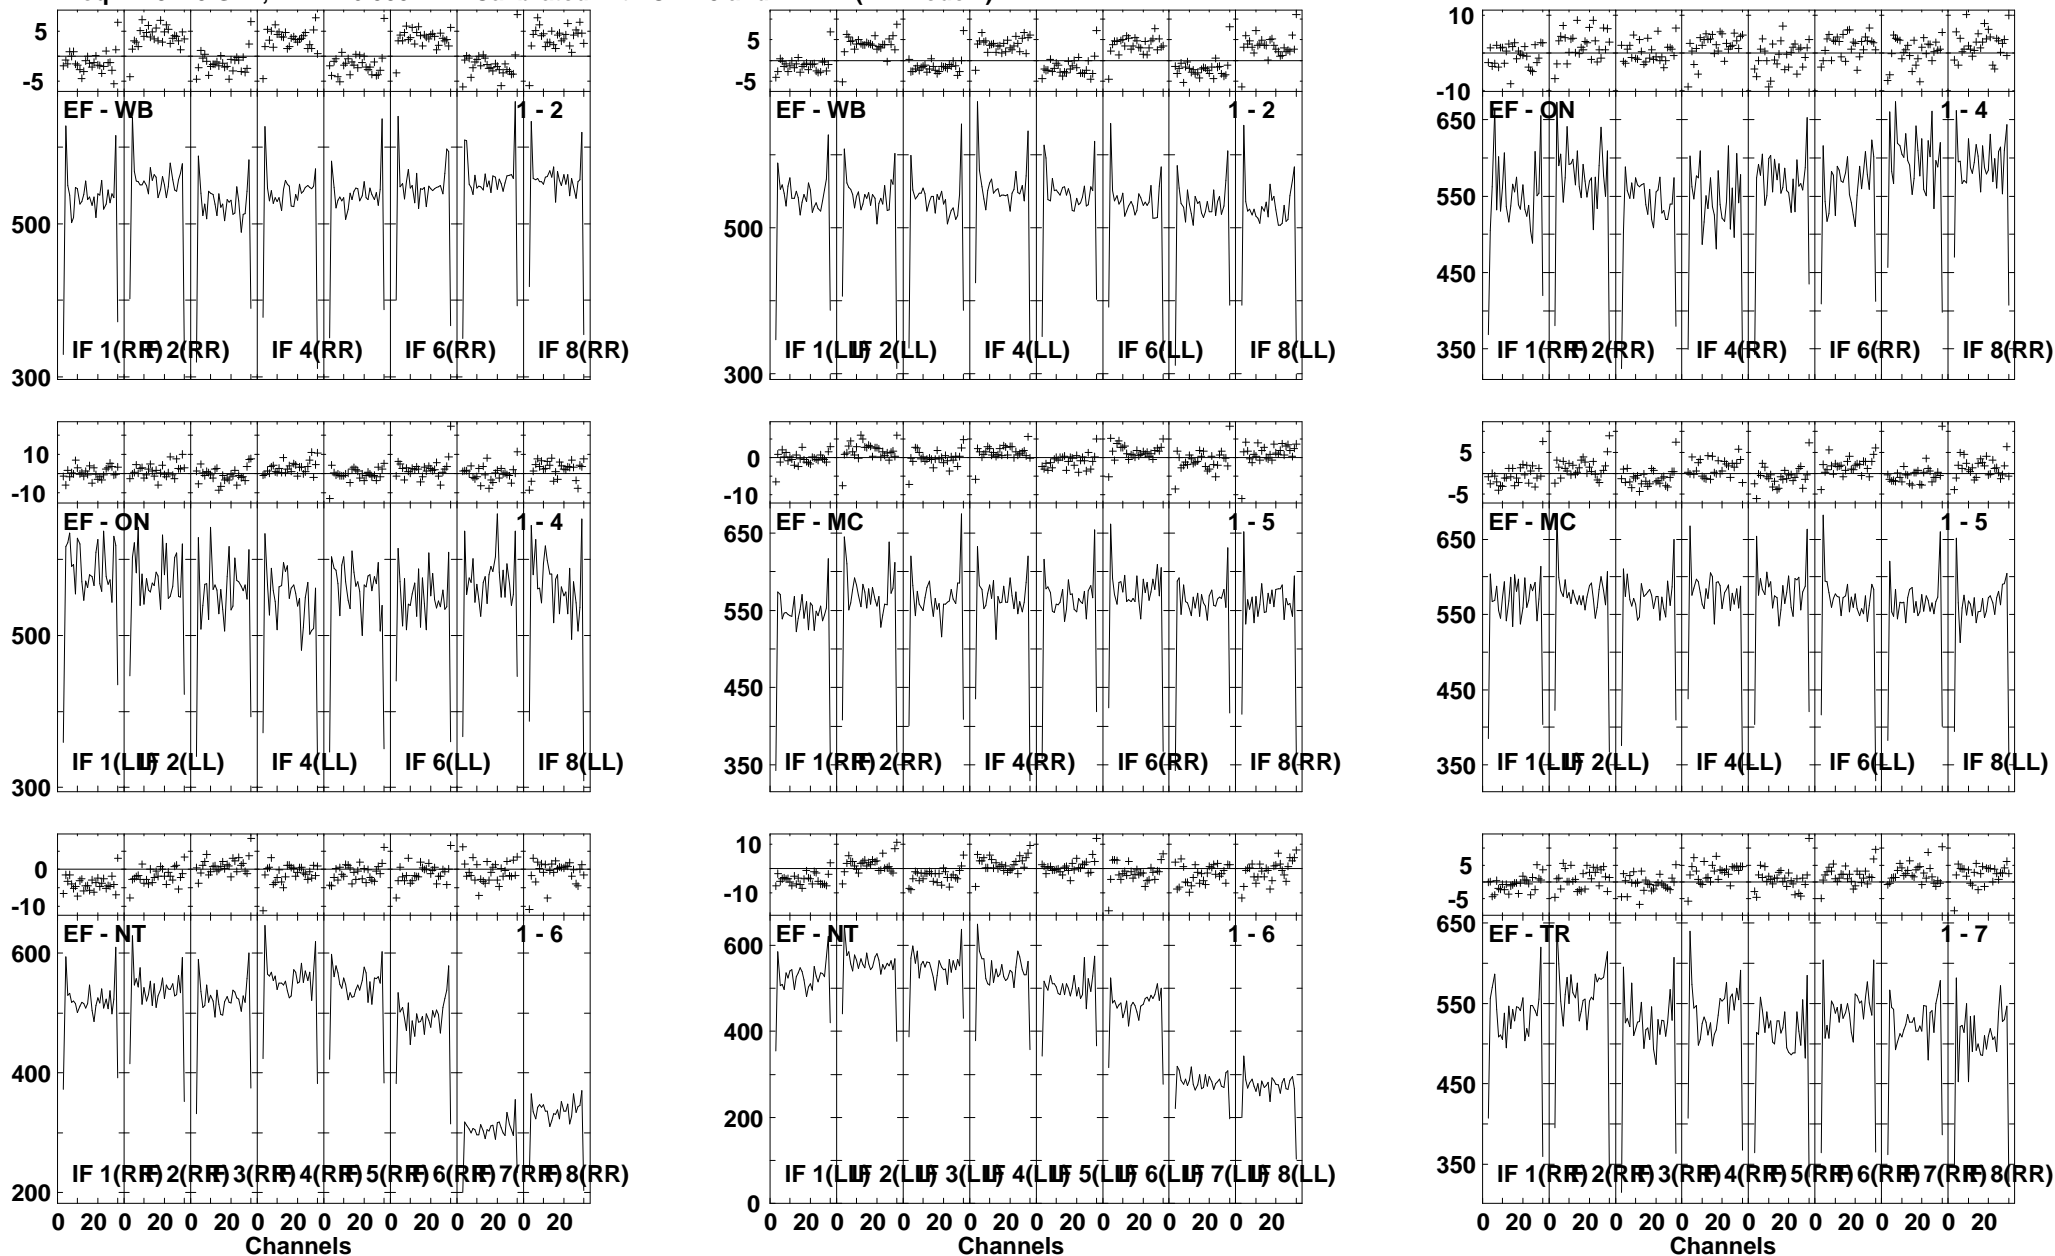 5
-5
EF - WB
1 - 2
500
300
IF 1(RR)
IF 2(RR)
IF 4(RR)
IF 6(RR)
IF 8(RR)
5
-5
EF - WB
1 - 2
500
300
IF 1(LL)
IF 2(LL)
IF 4(LL)
IF 6(LL)
IF 8(LL)
10
-10
EF - ON
1 - 4
650
550
450
350
IF 1(RR)
IF 2(RR)
IF 4(RR)
IF 6(RR)
IF 8(RR)
10
-10
EF - ON
1 - 4
500
300
IF 1(LL)
IF 2(LL)
IF 4(LL)
IF 6(LL)
IF 8(LL)
0
-10
EF - MC
1 - 5
650
550
450
350
IF 1(RR)
IF 2(RR)
IF 4(RR)
IF 6(RR)
IF 8(RR)
5
-5
EF - MC
1 - 5
650
550
450
350
IF 1(LL)
IF 2(LL)
IF 4(LL)
IF 6(LL)
IF 8(LL)
0
-10
EF - NT
1 - 6
600
400
200
IF 1(RR)
IF 2(RR)
IF 3(RR)
IF 4(RR)
IF 5(RR)
IF 6(RR)
IF 7(RR)
IF 8(RR)
0 20 0 20 0 20 0 20 0 20 0 20 0 20 0 20
Channels
10
-10
EF - NT
1 - 6
600
400
200
0
IF 1(LL)
IF 2(LL)
IF 3(LL)
IF 4(LL)
IF 5(LL)
IF 6(LL)
IF 7(LL)
IF 8(LL)
0 20 0 20 0 20 0 20 0 20 0 20 0 20 0 20
Channels
5
-5
EF - TR
1 - 7
650
550
450
350
IF 1(RR)
IF 2(RR)
IF 3(RR)
IF 4(RR)
IF 5(RR)
IF 6(RR)
IF 7(RR)
IF 8(RR)
0 20 0 20 0 20 0 20 0 20 0 20 0 20 0 20
Channels